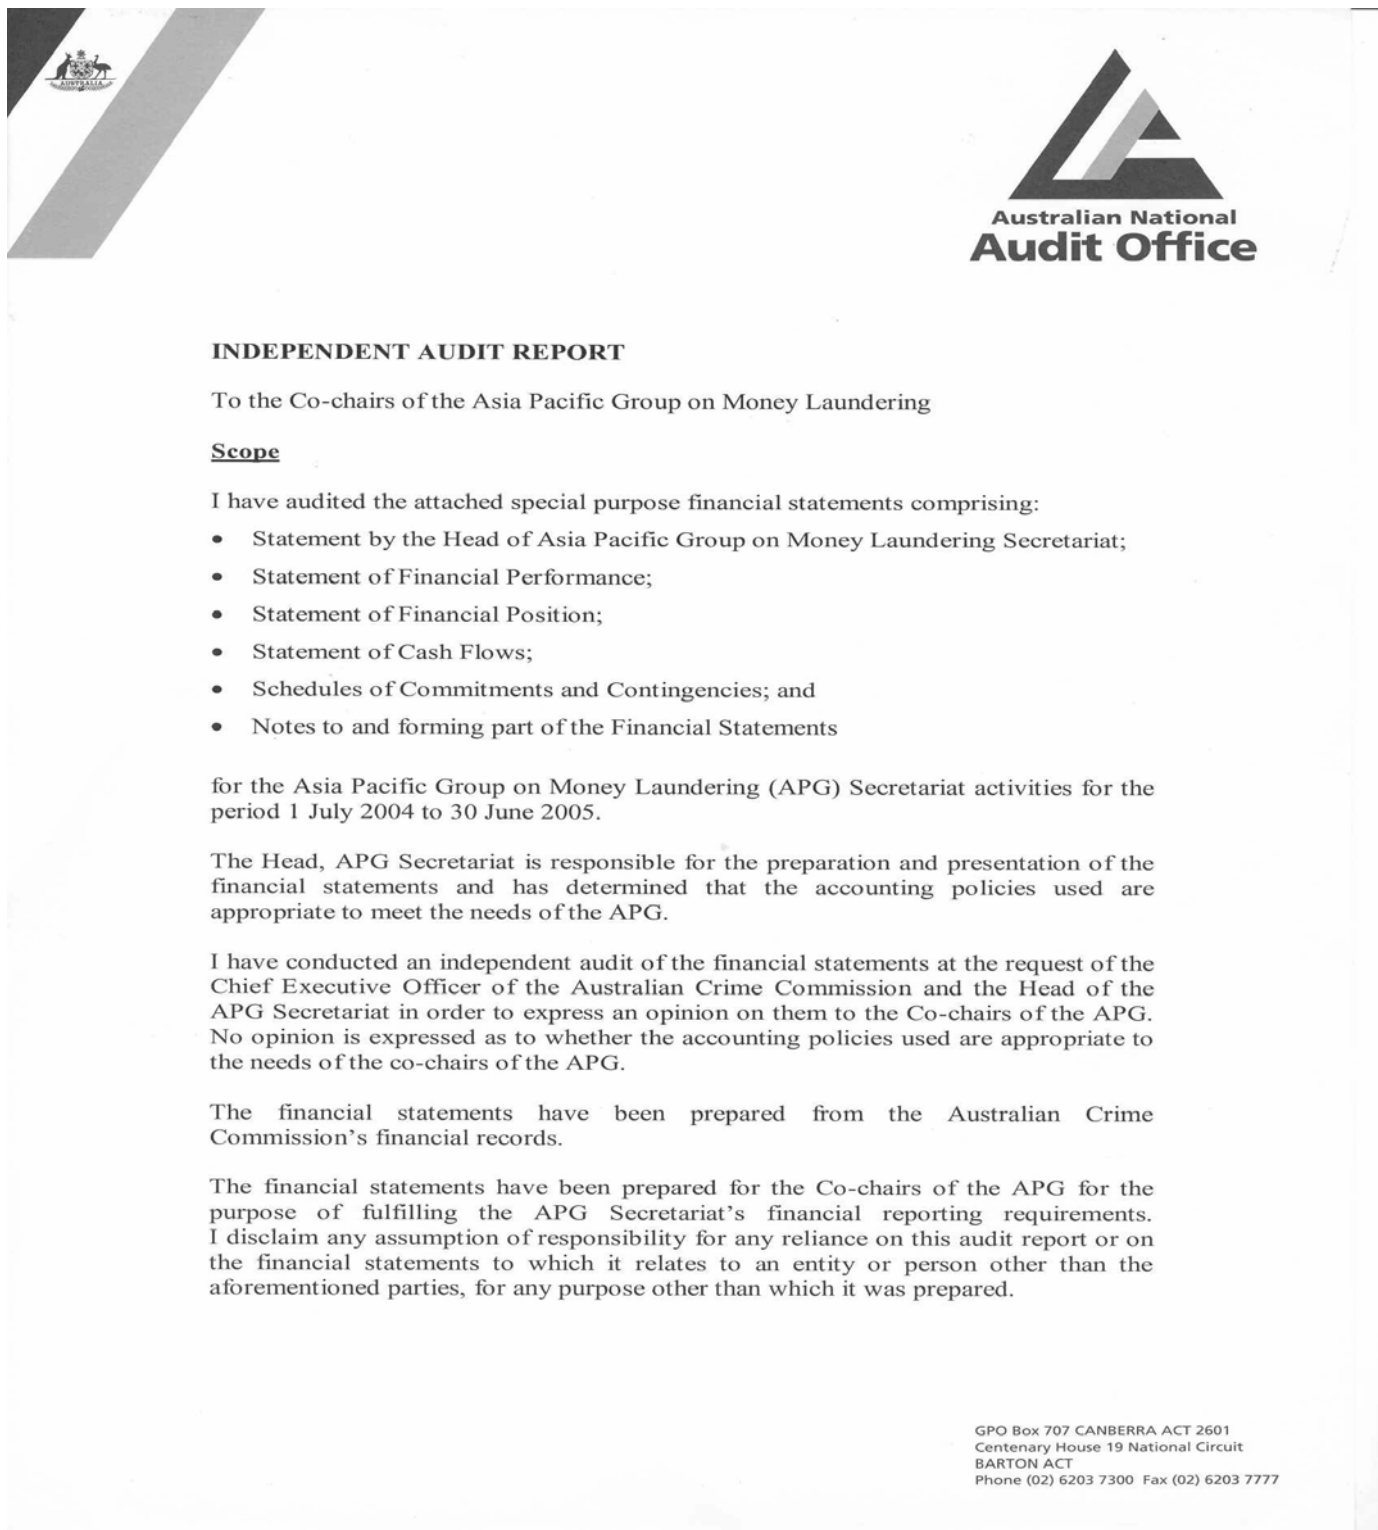 AUSTRALIA
Australian National
Audit Office
INDEPENDENT AUDIT REPORT
To the Co-chairs of the Asia Pacific Group on Money Laundering
Scope
I have audited the attached special purpose financial statements comprising:
• Statement by the Head of Asia Pacific Group on Money Laundering Secretariat;
• Statement of Financial Performance;
• Statement of Financial Position;
• Statement of Cash Flows;
• Schedules of Commitments and Contingencies; and
• Notes to and forming part of the Financial Statements
for the Asia Pacific Group on Money Laundering (APG) Secretariat activities for the
period 1 July 2004 to 30 June 2005.
The Head, APG Secretariat is responsible for the preparation and presentation of the
financial statements and has determined that the accounting policies used are
appropriate to meet the needs of the APG.
I have conducted an independent audit of the financial statements at the request of the
Chief Executive Officer of the Australian Crime Commission and the Head of the
APG Secretariat in order to express an opinion on them to the Co-chairs of the APG.
No opinion is expressed as to whether the accounting policies used are appropriate to
the needs of the co-chairs of the APG.
The financial statements have been prepared from the Australian Crime
Commission's financial records.
The financial statements have been prepared for the Co-chairs of the APG for the
purpose of fulfilling the APG Secretariat's financial reporting requirements.
I disclaim any assumption of responsibility for any reliance on this audit report or on
the financial statements to which it relates to an entity or person other than the
aforementioned parties, for any purpose other than which it was prepared.
GPO Box 707 CANBERRA ACT 2601
Centenary House 19 National Circuit
BARTON ACT
Phone (02) 6203 7300 Fax (02) 6203 7777